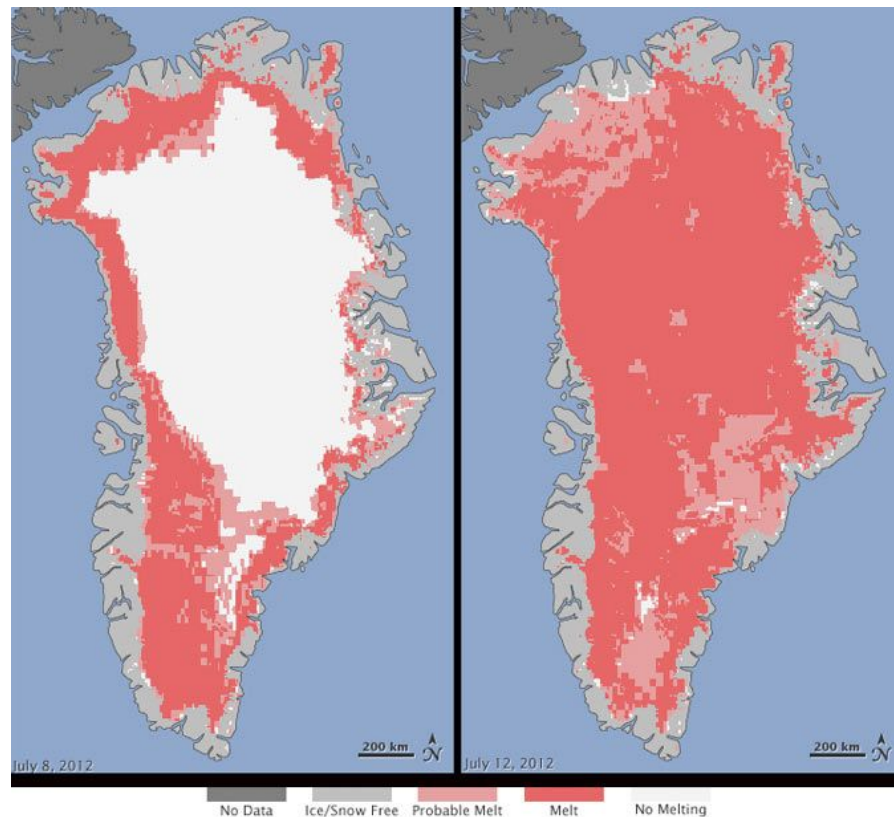 July 8, 2012
200 km
N
July 12, 2012
200 km
N
No Data
Ice/Snow Free
Probable Melt
Melt
No Melting